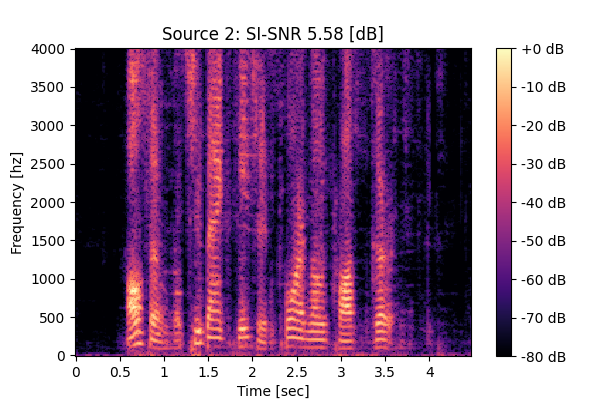 Source 2: SI-SNR 5.58 [dB]
4000
3500
3000
2500
2000
1500
1000
500
0
Frequency [hz]
0 0.5 1 1.5 2 2.5 3 3.5 4
Time [sec]
+0 dB
-10 dB
-20 dB
-30 dB
-40 dB
-50 dB
-60 dB
-70 dB
-80 dB